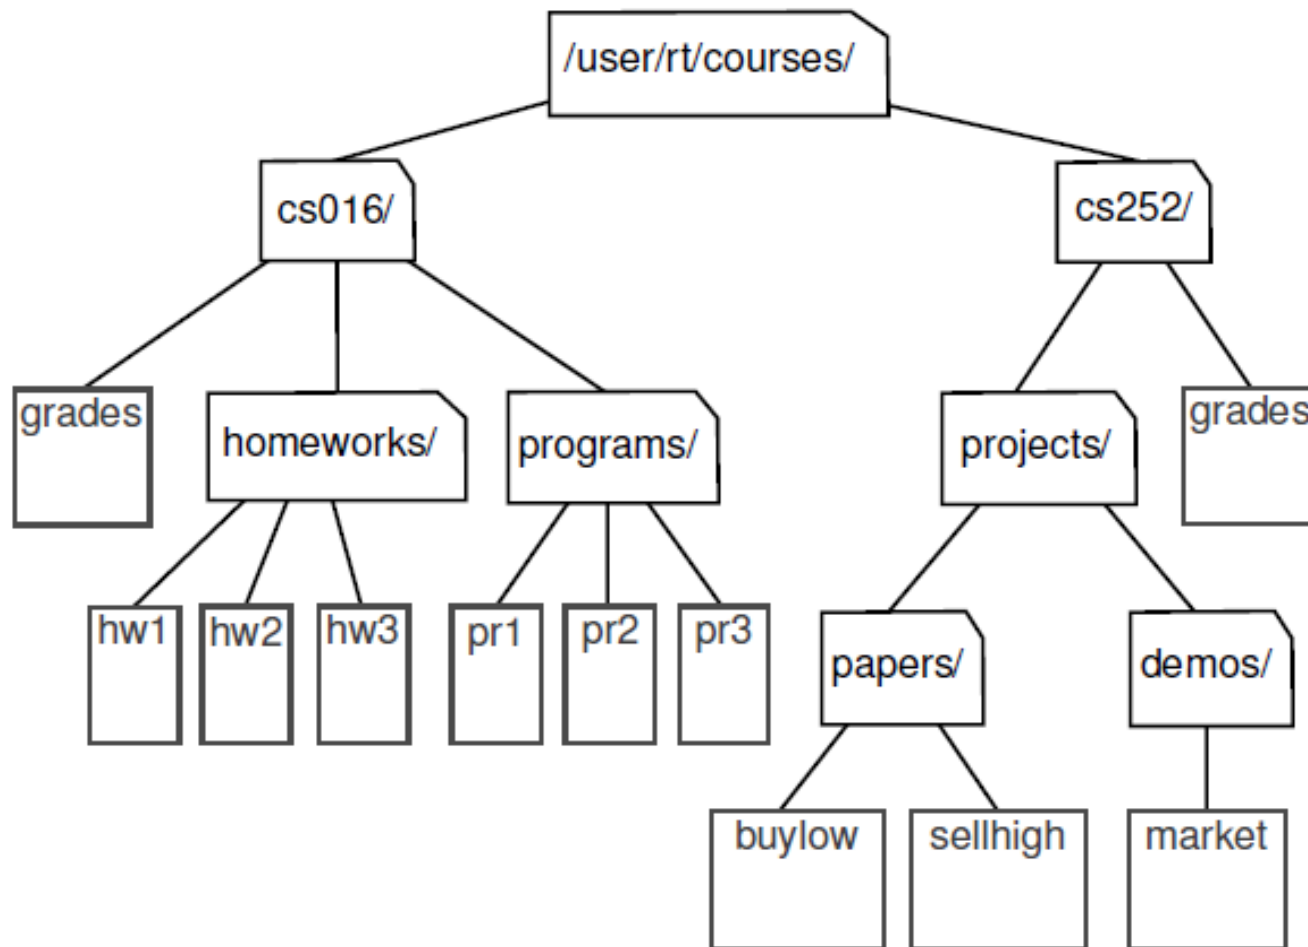 /user/rt/courses/
cs016/
cs252/
grades
homeworks/
programs/
projects/
grades
hw1
hw2
hw3
pr1
pr2
pr3
papers/
demos/
buylow
sellhigh
market